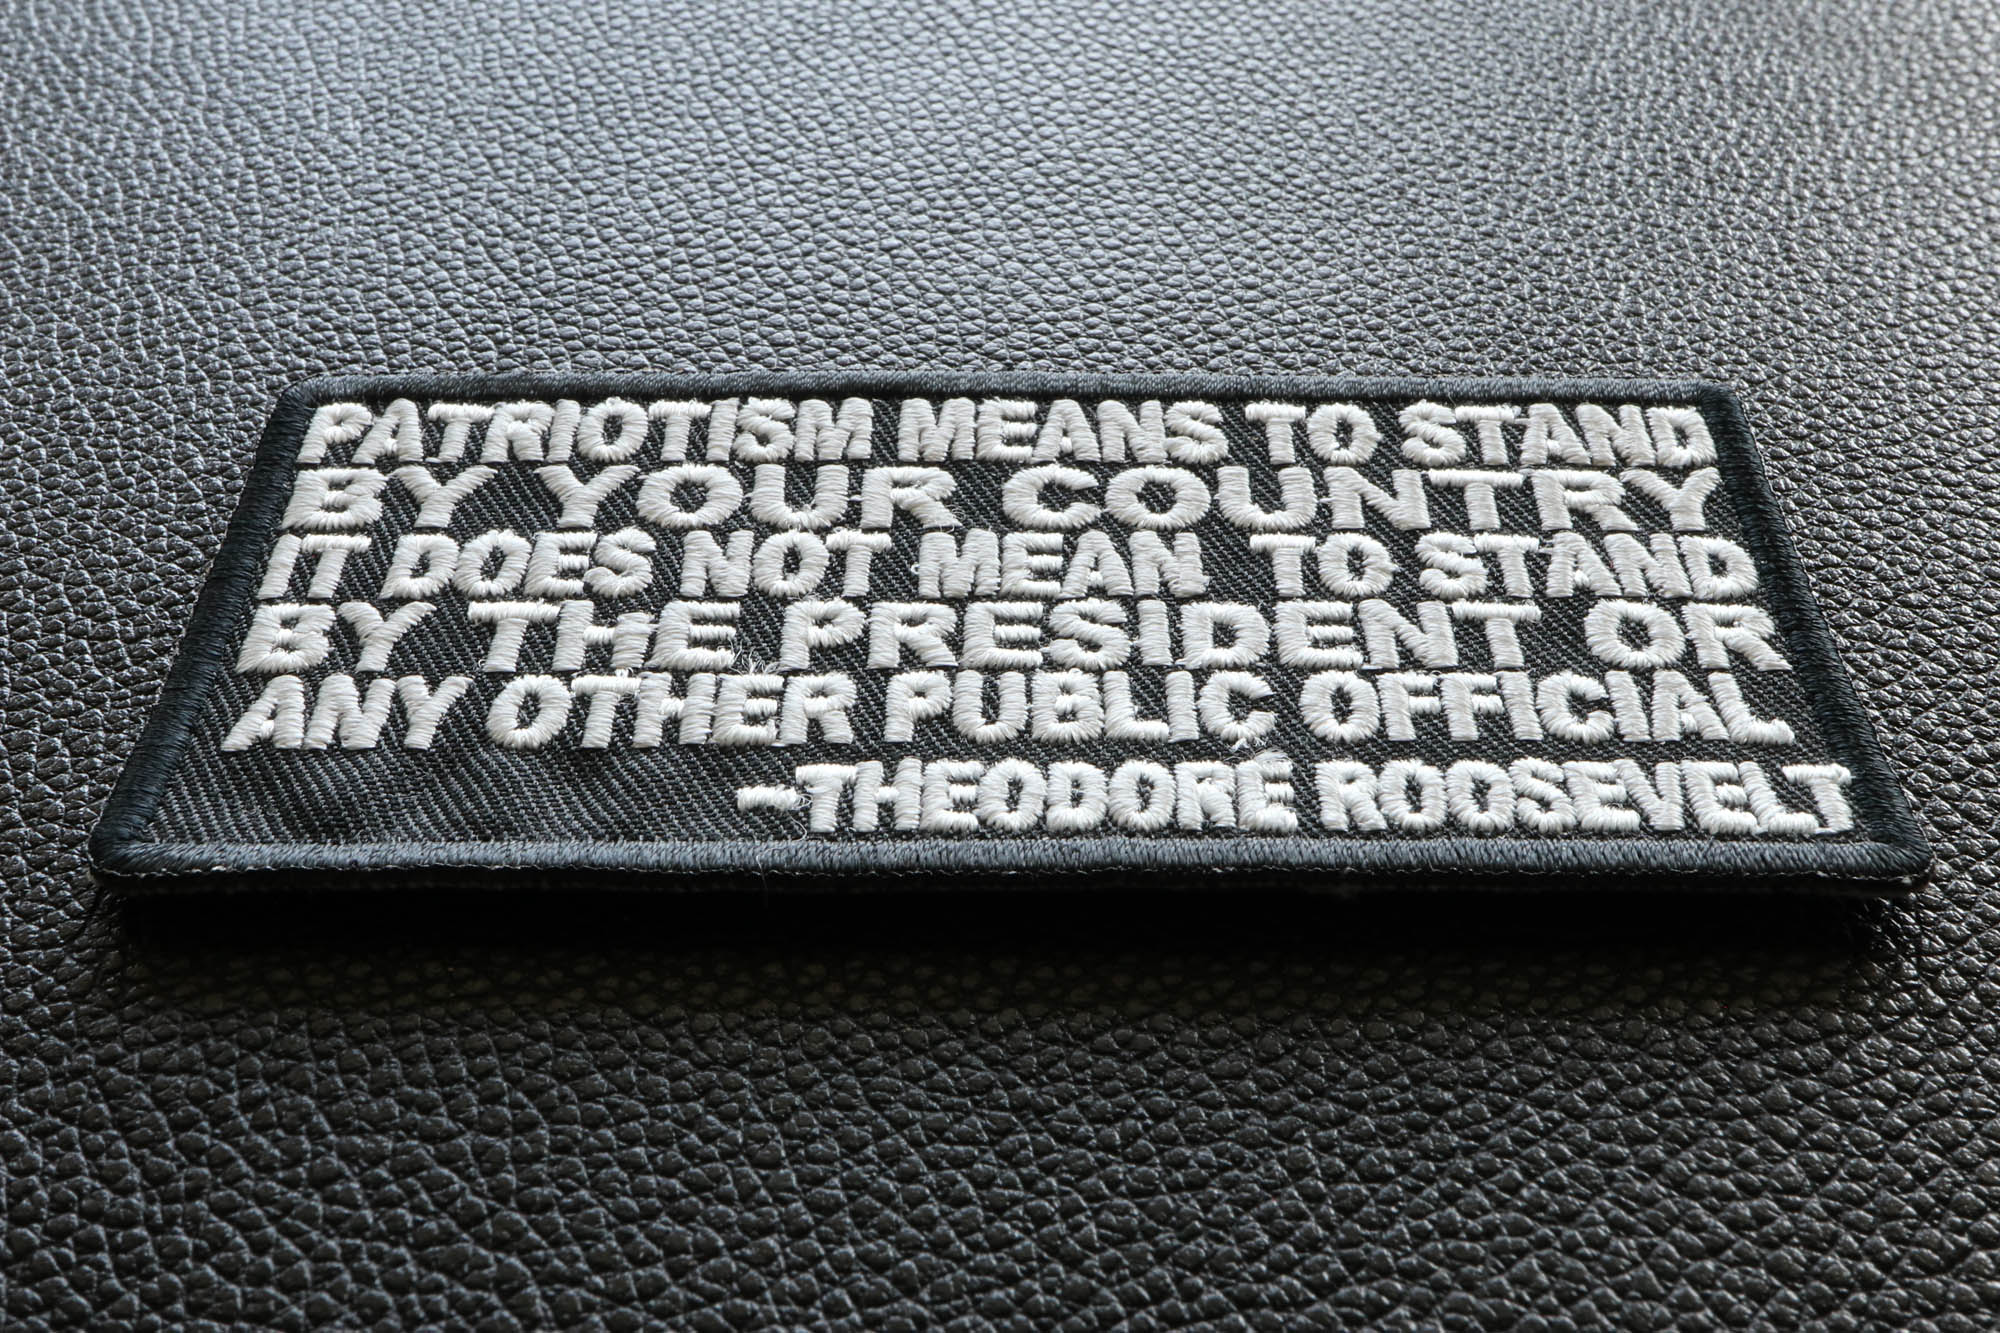 PATRIOTISM MEANS TO STAND
BY YOUR COUNTRY
IT DOES NOT MEAN TO STAND
BY THE PRESIDENT OR
ANY OTHER PUBLIC OFFICIAL
-THEODORE ROOSEVELT